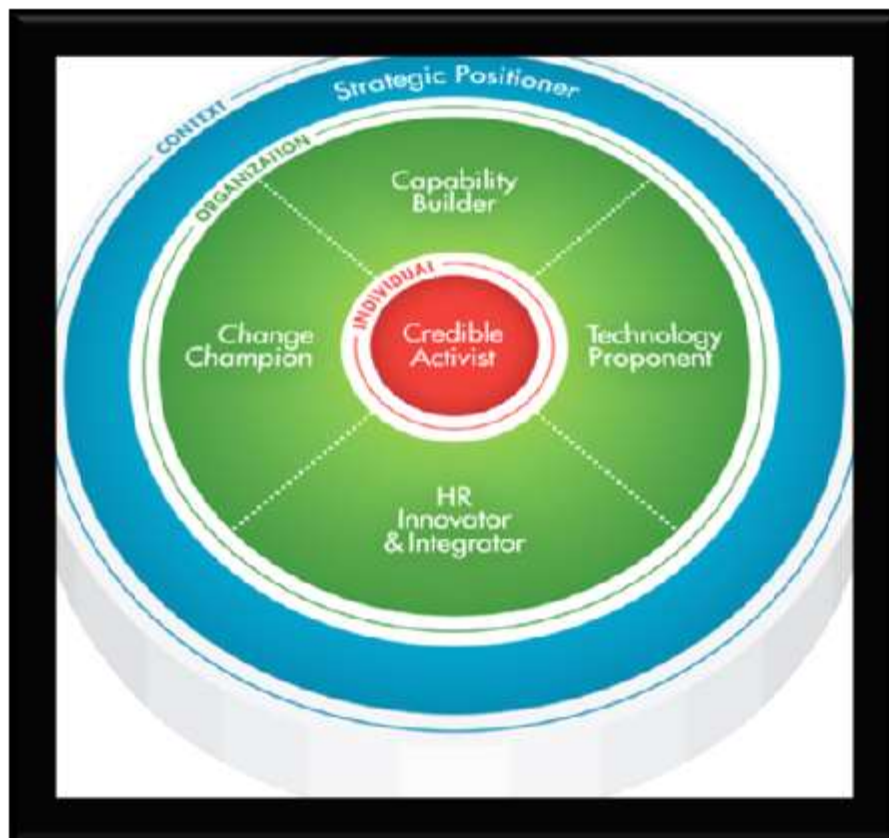 CONTEXT
Strategic Positioner
ORGANIZATION
Capability
Builder
INDIVIDUAL
Change
Champion
Credible
Activist
Technology
Proponent
HR
Innovator
& Integrator